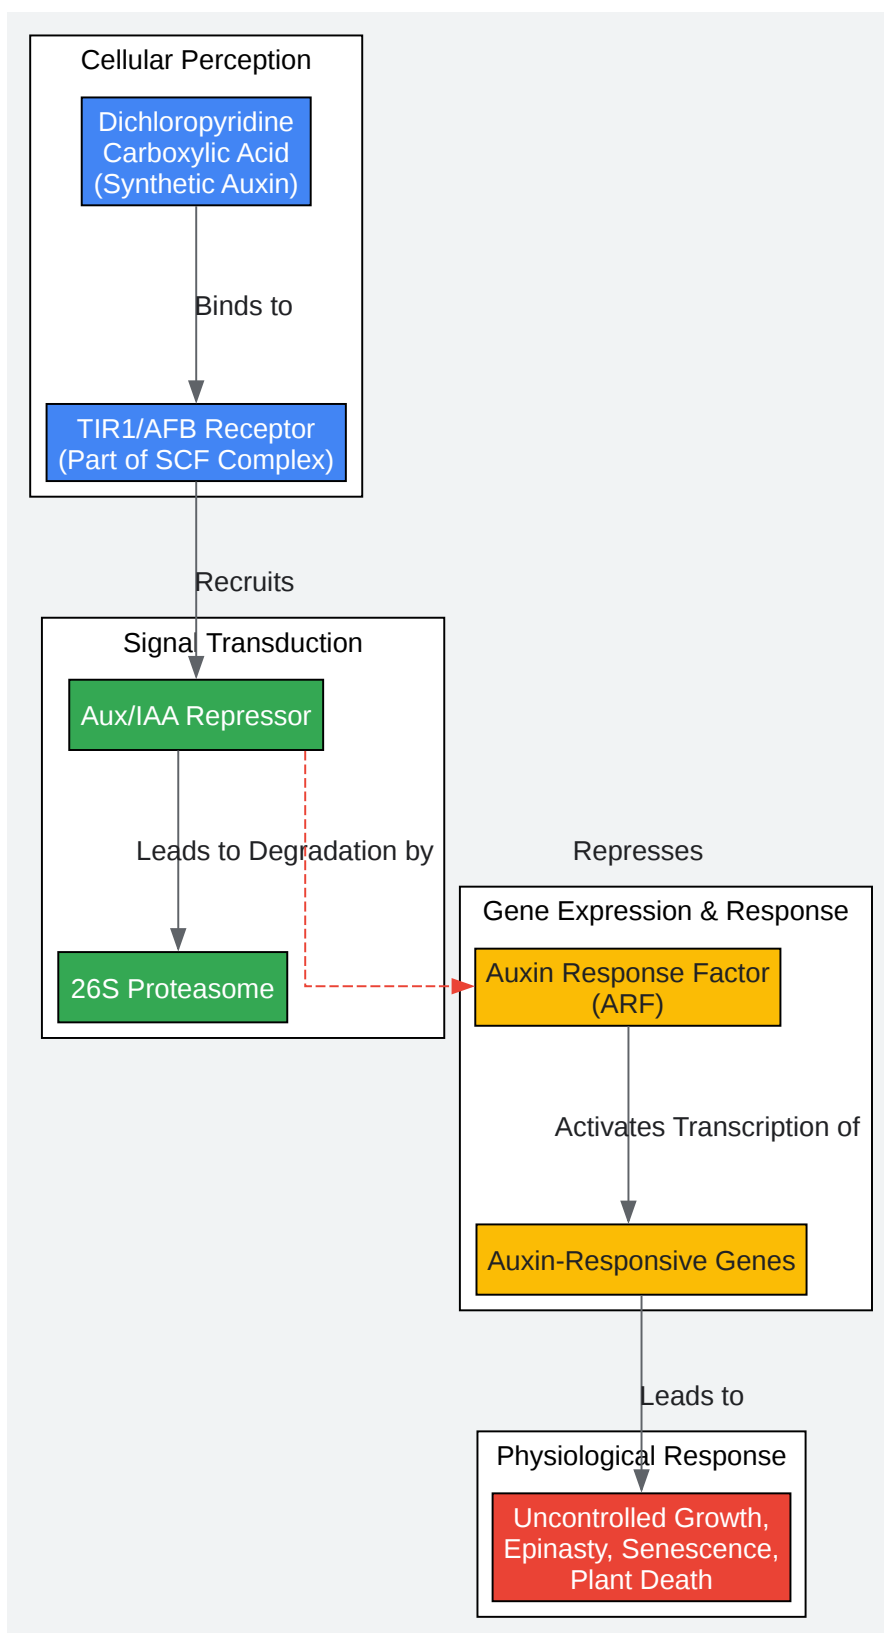 Cellular Perception
Dichloropyridine
Carboxylic Acid
(Synthetic Auxin)
Binds to
TIR1/AFB Receptor
(Part of SCF Complex)
Recruits
Signal Transduction
Aux/IAA Repressor
Leads to Degradation by
Represses
26S Proteasome
Gene Expression & Response
Auxin Response Factor
(ARF)
Activates Transcription of
Auxin-Responsive Genes
Leads to
Physiological Response
Uncontrolled Growth,
Epinasty, Senescence,
Plant Death